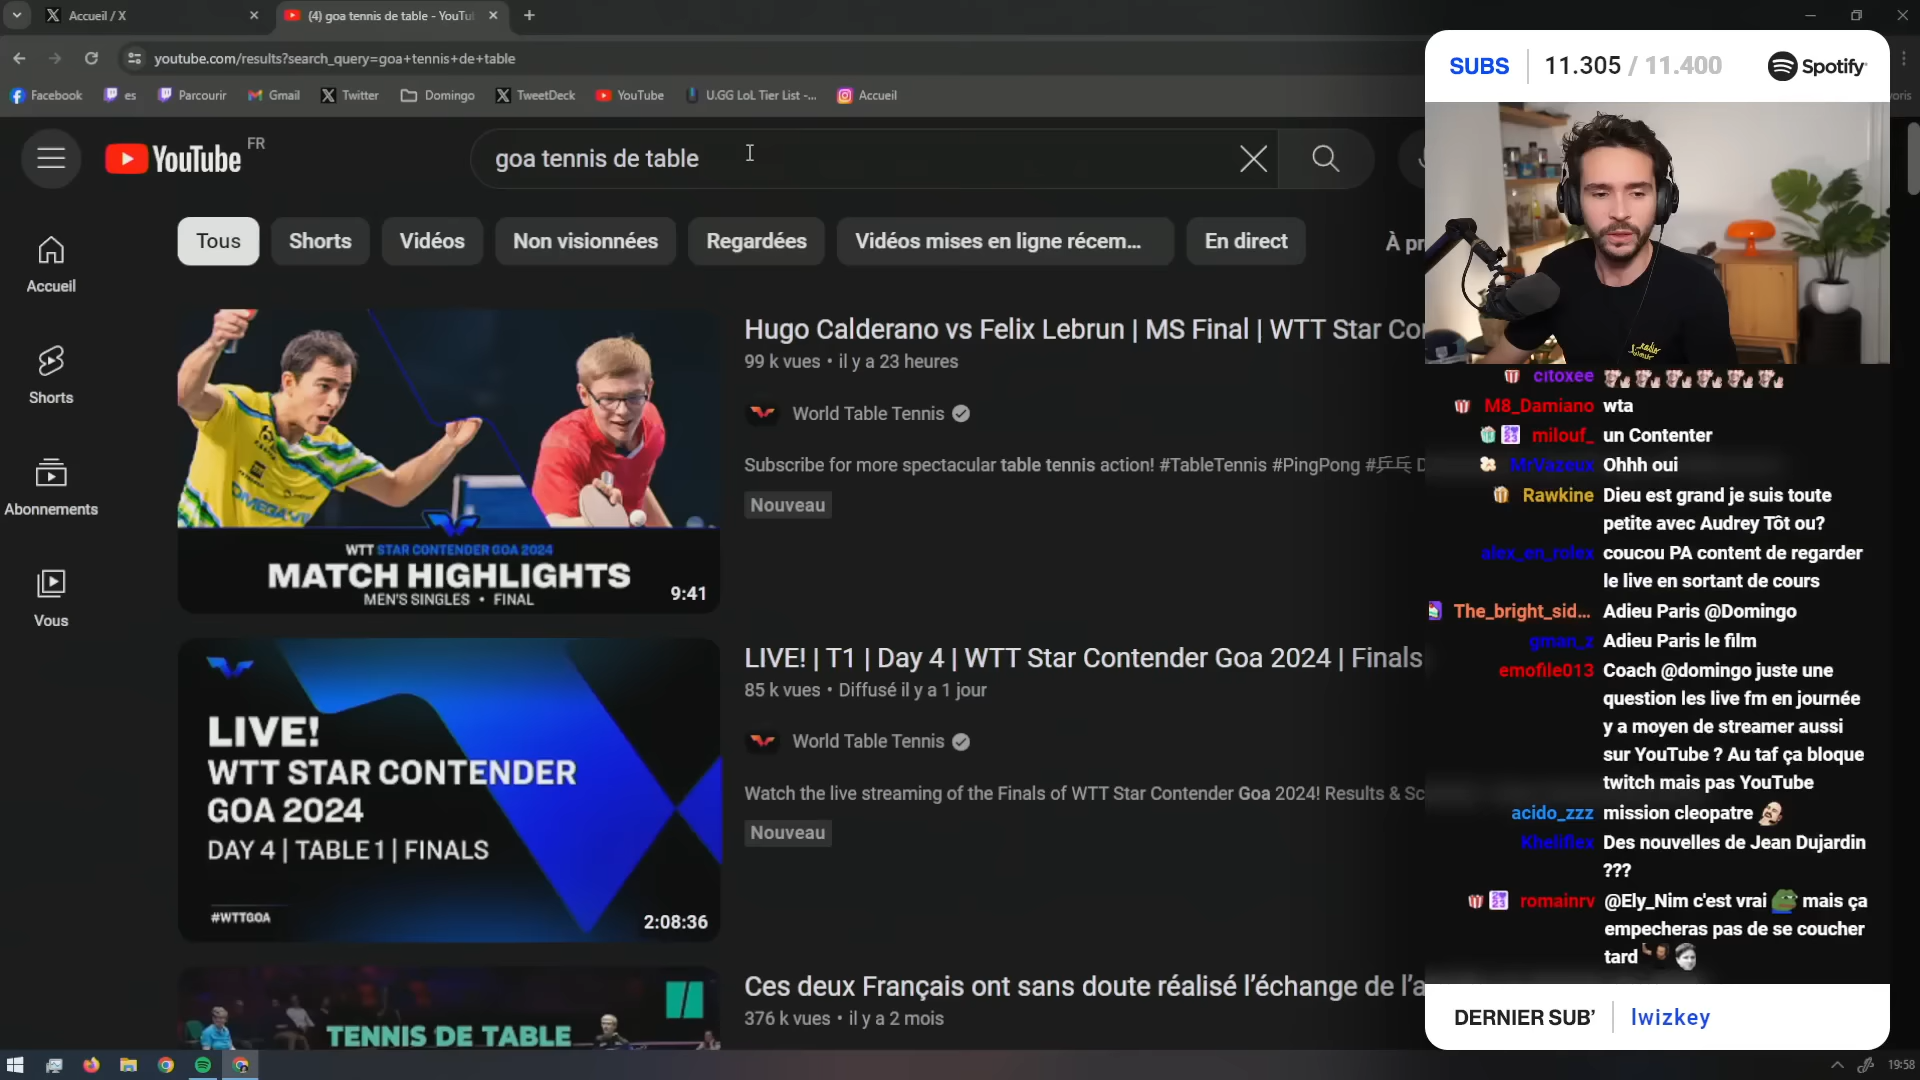 Accueil / X
(4) goa tennis de table - YouTu
youtube.com/results?search_query=goa+tennis+de+table
Facebook
es
Parcourir
Gmail
Twitter
Domingo
TweetDeck
YouTube
U.GG LoL Tier List -...
Accueil
YouTube FR
goa tennis de table
Tous
Shorts
Vidéos
Non visionnées
Regardées
Vidéos mises en ligne récem...
En direct
À pr
Accueil
Shorts
Abonnements
Vous
WTT STAR CONTENDER GOA 2024
MATCH HIGHLIGHTS
MEN'S SINGLES • FINAL
9:41
Hugo Calderano vs Felix Lebrun | MS Final | WTT Star Co
99 k vues • il y a 23 heures
World Table Tennis
Subscribe for more spectacular table tennis action! #TableTennis #PingPong #乒乓 D
Nouveau
LIVE!
WTT STAR CONTENDER
GOA 2024
DAY 4 | TABLE 1 | FINALS
#WTTGOA
2:08:36
LIVE! | T1 | Day 4 | WTT Star Contender Goa 2024 | Finals
85 k vues • Diffusé il y a 1 jour
World Table Tennis
Watch the live streaming of the Finals of WTT Star Contender Goa 2024! Results & Sc
Nouveau
TENNIS DE TABLE
Ces deux Français ont sans doute réalisé l'échange de l'a
376 k vues • il y a 2 mois
SUBS 11.305 / 11.400 Spotify
citoxee
M8_Damiano wta
milouf_ un Contenter
MrVazeux Ohhh oui
Rawkine Dieu est grand je suis toute
petite avec Audrey Tôt ou?
alex_en_rolex coucou PA content de regarder
le live en sortant de cours
The_bright_sid... Adieu Paris @Domingo
gman_z Adieu Paris le film
emofile013 Coach @domingo juste une
question les live fm en journée
y a moyen de streamer aussi
sur YouTube ? Au taf ça bloque
twitch mais pas YouTube
acido_zzz mission cleopatre
Kheliflex Des nouvelles de Jean Dujardin
???
romainrv @Ely_Nim c'est vrai mais ça
empecheras pas de se coucher
tard
DERNIER SUB' lwizkey
19:58